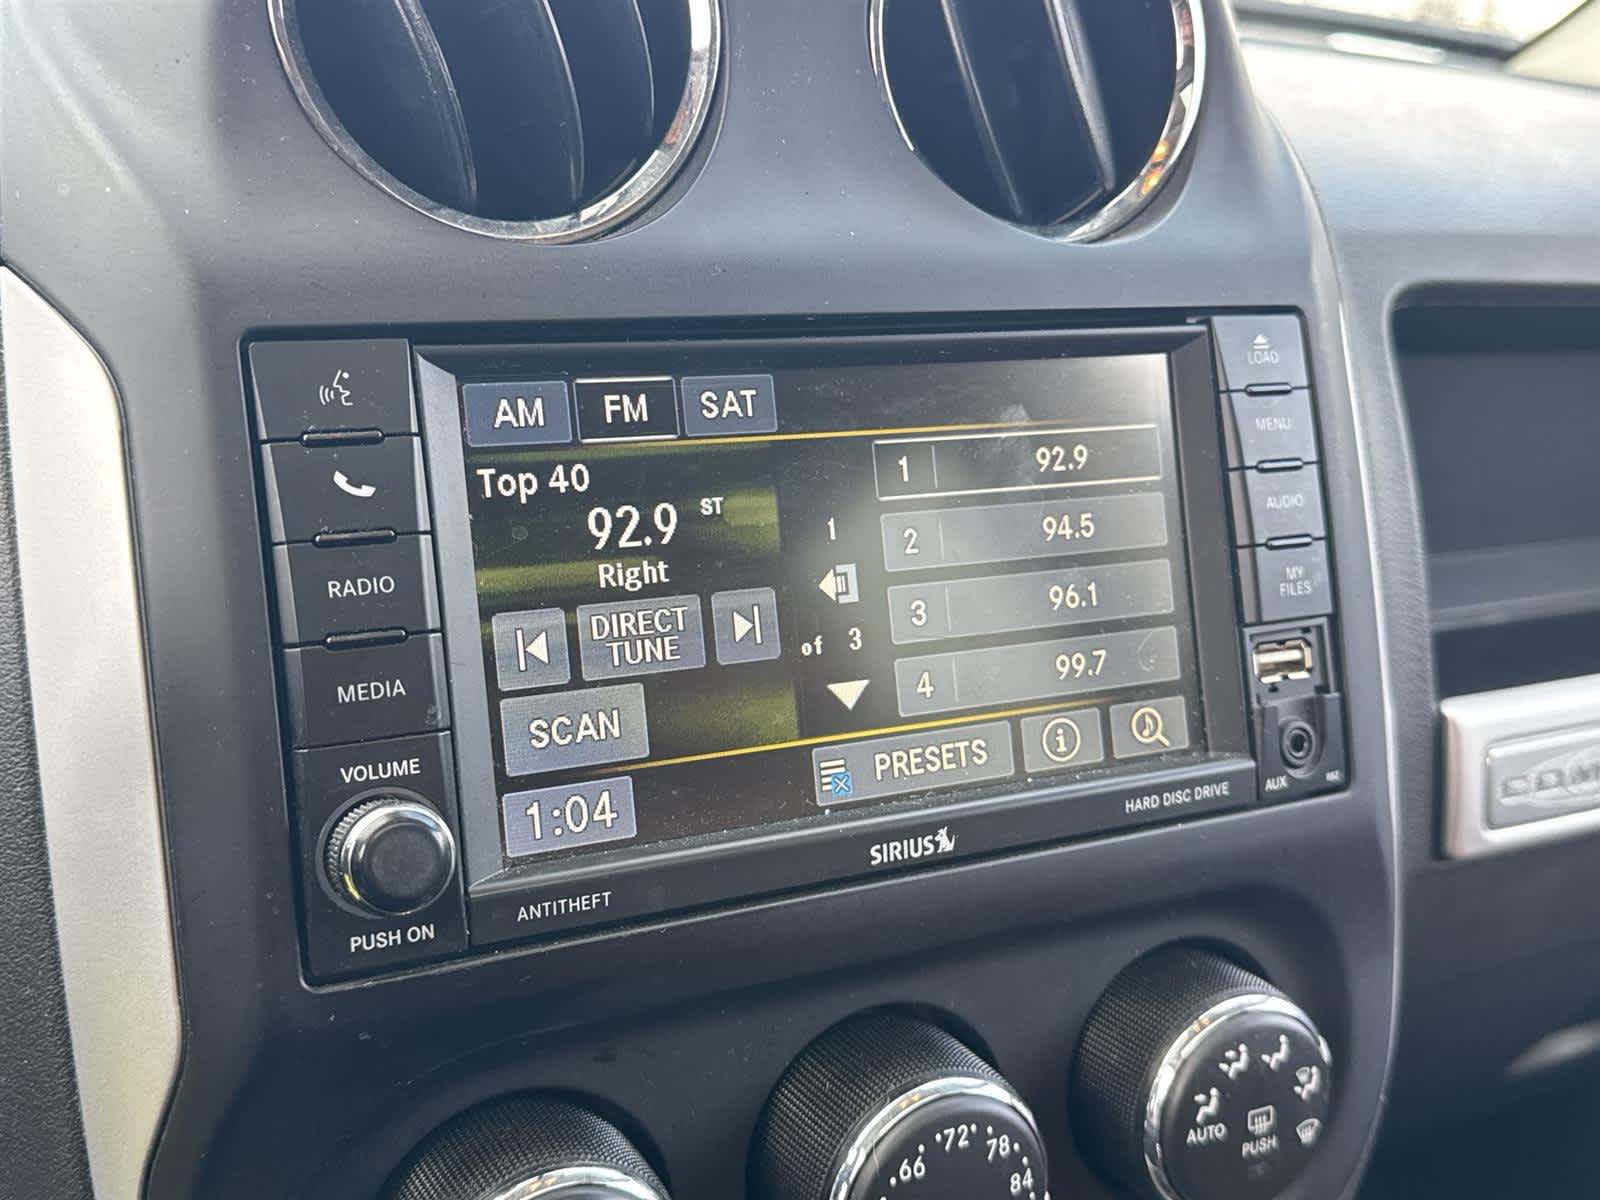 AM
FM
SAT
Top 40
92.9 ST
Right
DIRECT
TUNE
SCAN
1:04
1
of 3
1 92.9
2 94.5
3 96.1
4 99.7
PRESETS
RADIO
MEDIA
VOLUME
PUSH ON
ANTITHEFT
SIRIUS
HARD DISC DRIVE
LOAD
MENU
AUDIO
MY
FILES
AUX
66
72
78
84
AUTO
PUSH